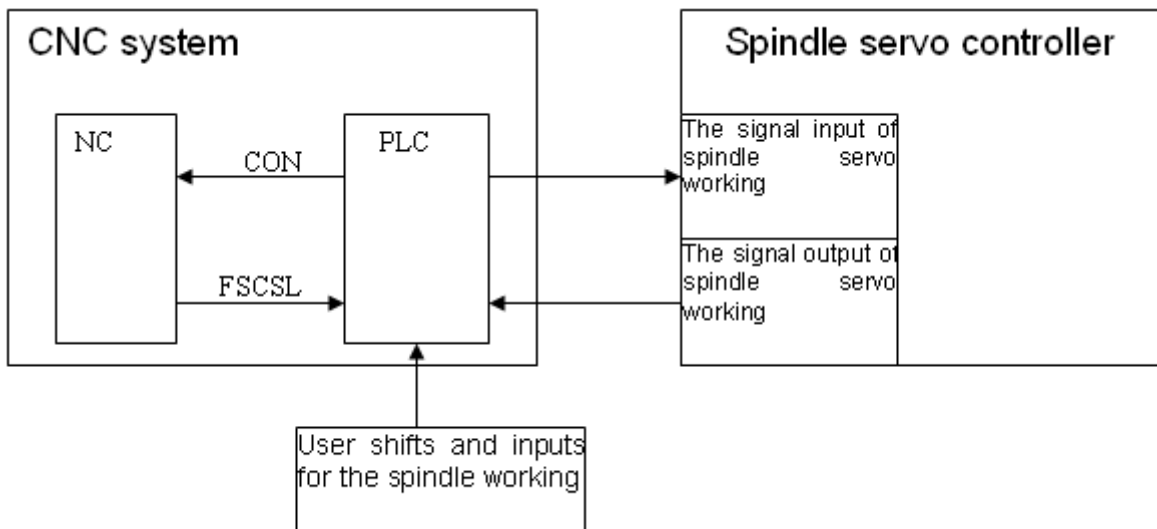 CNC system
Spindle servo controller
NC
CON
PLC
FSCSL
The signal input of
spindle servo
working
The signal output of
spindle servo
working
User shifts and inputs
for the spindle working